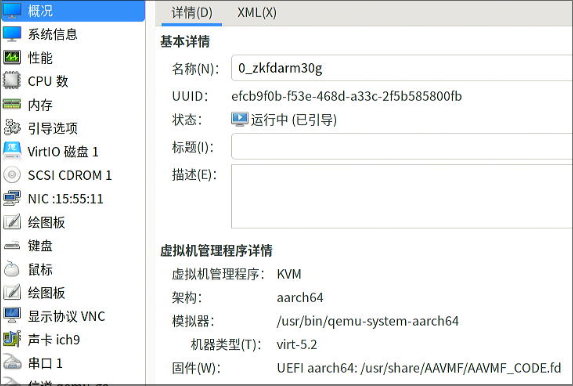 概况
系统信息
性能
CPU 数
内存
引导选项
VirtIO 磁盘 1
SCSI CDROM 1
NIC :15:55:11
绘图板
键盘
鼠标
绘图板
显示协议 VNC
声卡 ich9
串口 1
详情(D) XML(X)
基本详情
名称(N): 0_zkfdarm30g
UUID: efcb9f0b-f53e-468d-a33c-2f5b585800fb
状态: 运行中 (已引导)
标题(I):
描述(E):
虚拟机管理程序详情
虚拟机管理程序: KVM
架构: aarch64
模拟器: /usr/bin/qemu-system-aarch64
机器类型(T): virt-5.2
固件(W): UEFI aarch64: /usr/share/AAVMF/AAVMF_CODE.fd